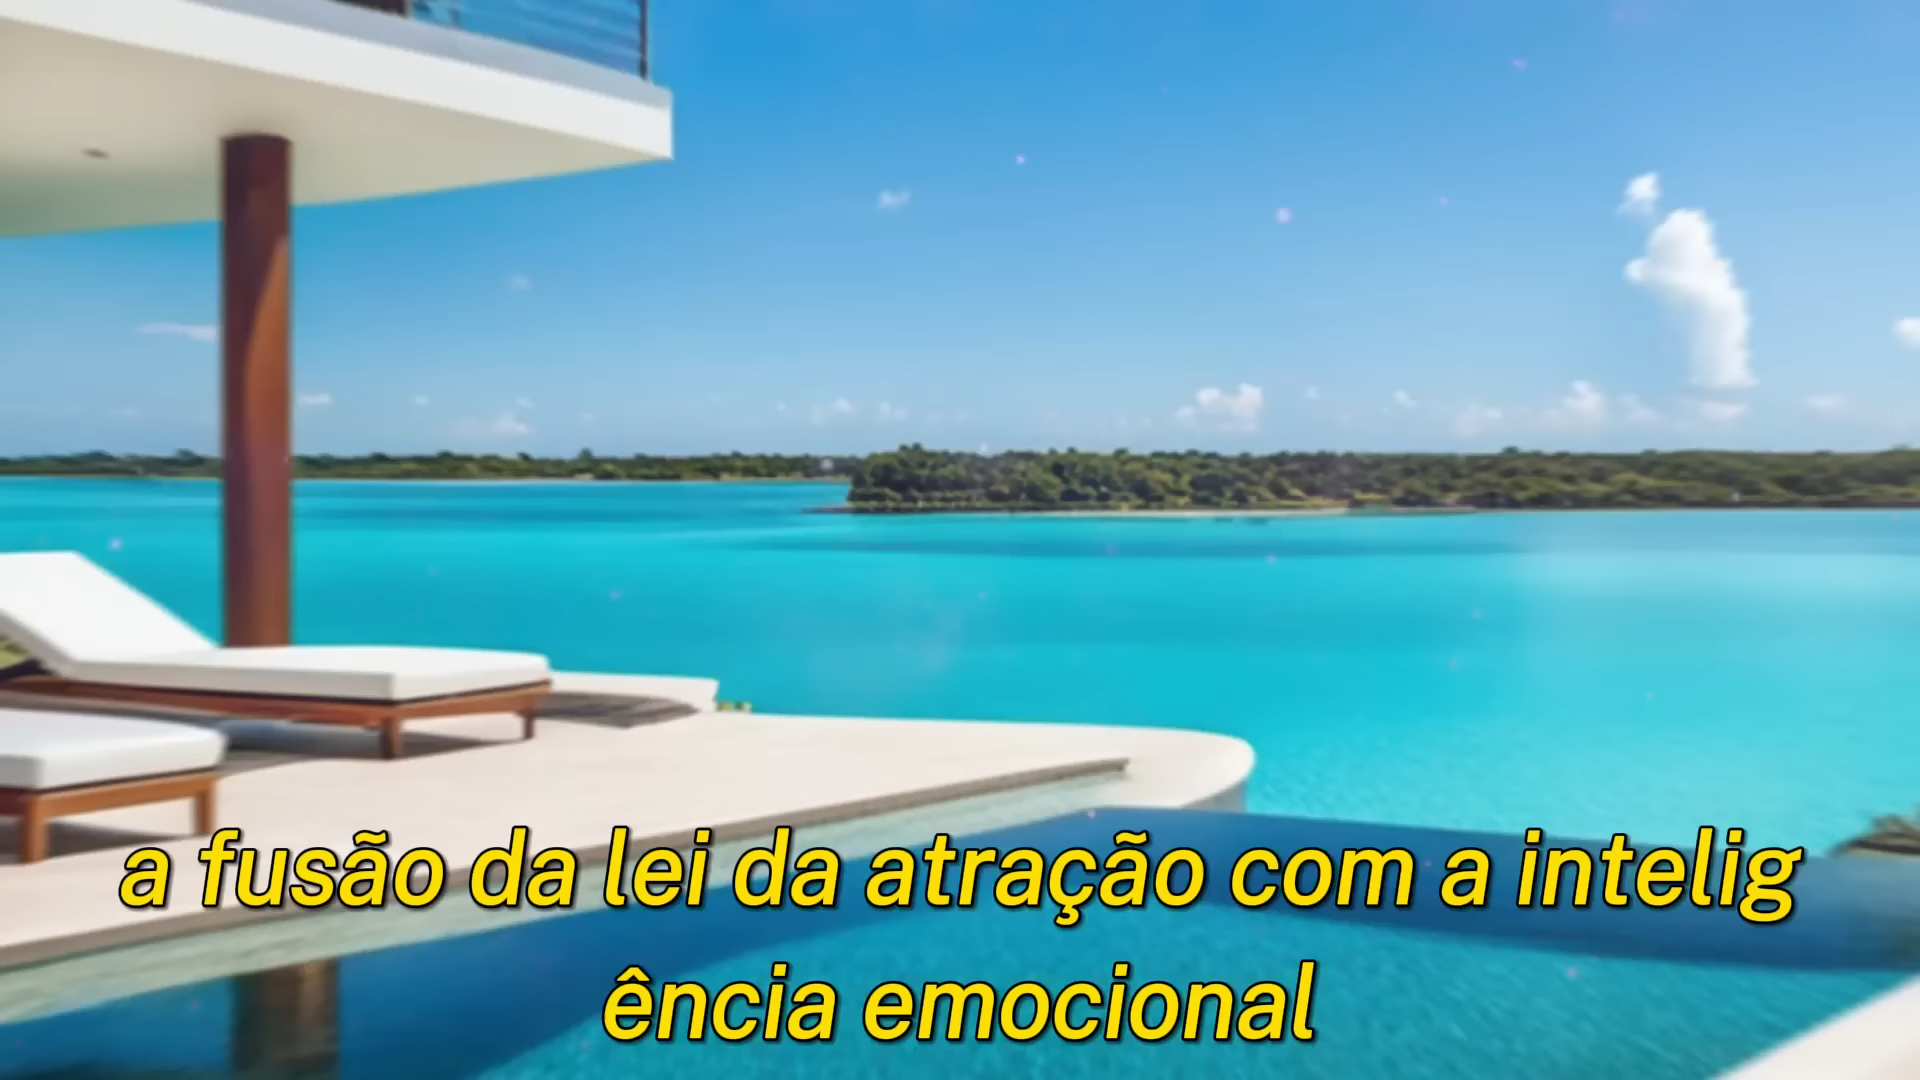 a fusão da lei da atração com a intelig
ência emocional